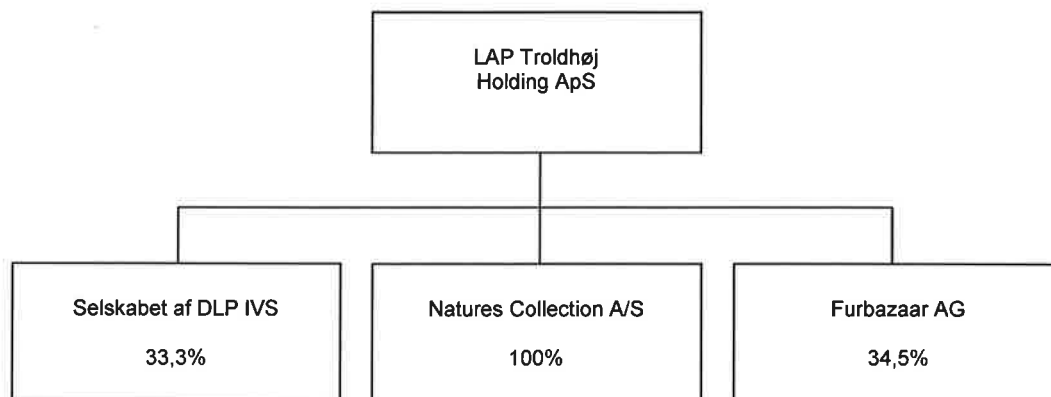 LAP Troldhøj
Holding ApS
Selskabet af DLP IVS
33,3%
Natures Collection A/S
100%
Furbazaar AG
34,5%